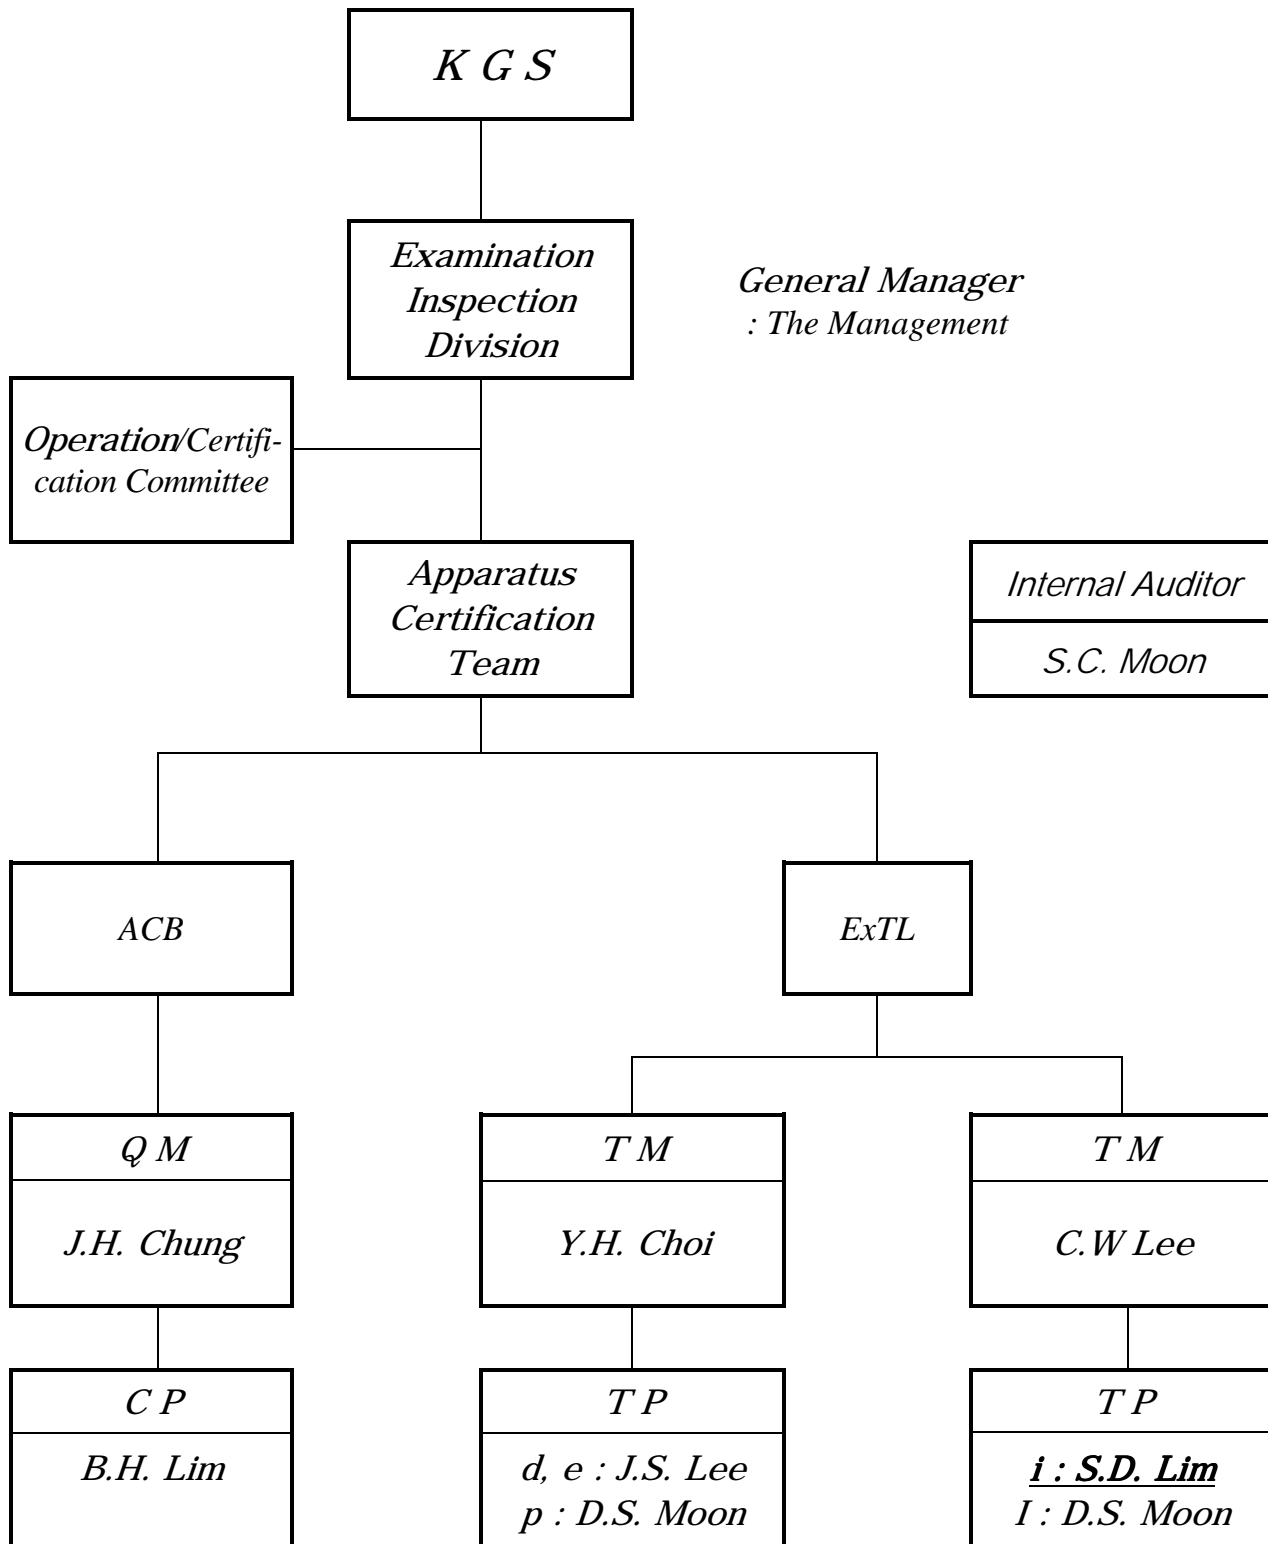 K G S
Examination
Inspection
Division
General Manager
: The Management
Operation/Certifi-
cation Committee
Apparatus
Certification
Team
Internal Auditor
S.C. Moon
ACB
ExTL
Q M
J.H. Chung
T M
Y.H. Choi
T M
C.W Lee
C P
B.H. Lim
T P
d, e : J.S. Lee
p : D.S. Moon
T P
i : S.D. Lim
I : D.S. Moon